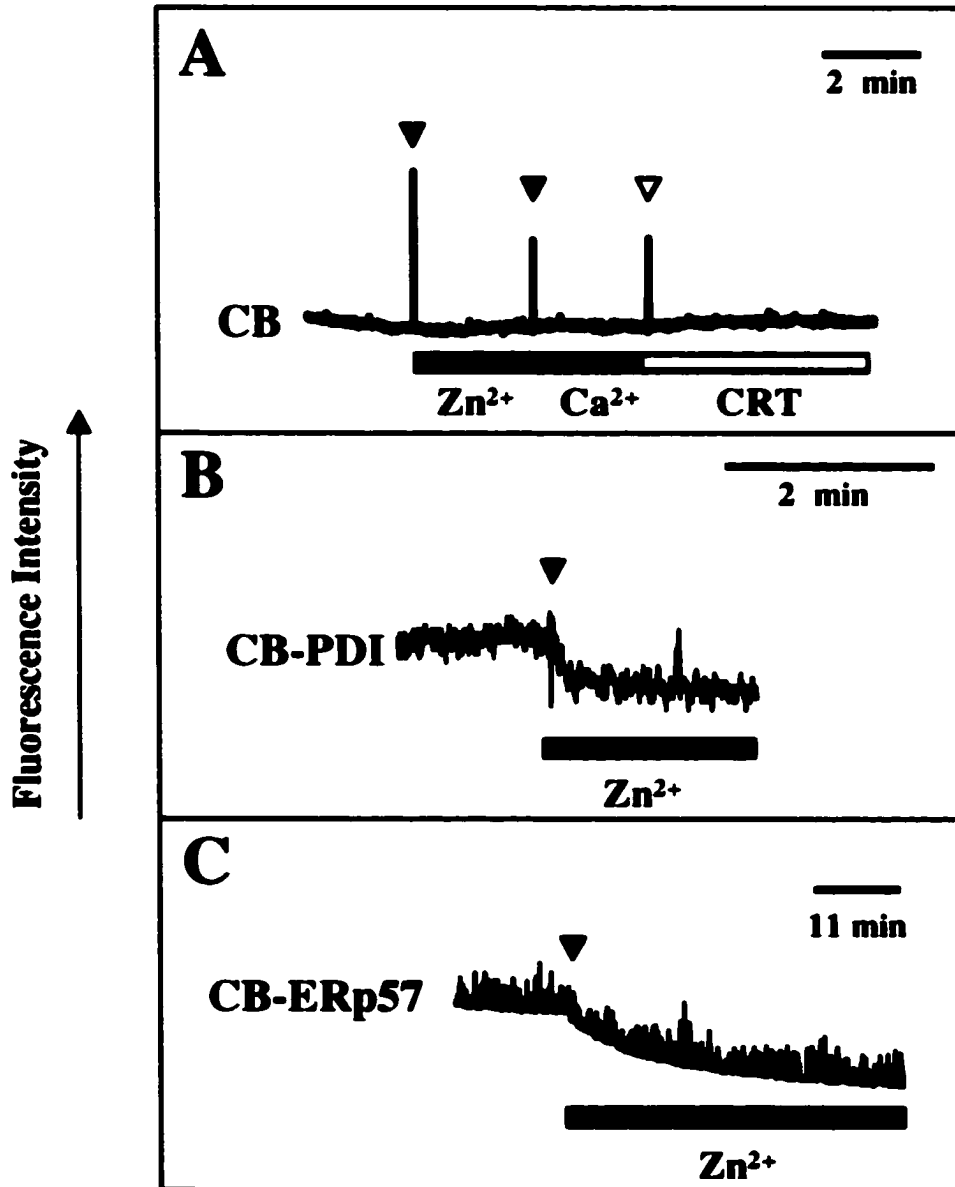 A
2 min
CB
Zn²⁺ Ca²⁺ CRT
Fluorescence Intensity
B
2 min
CB-PDI
Zn²⁺
C
11 min
CB-ERp57
Zn²⁺